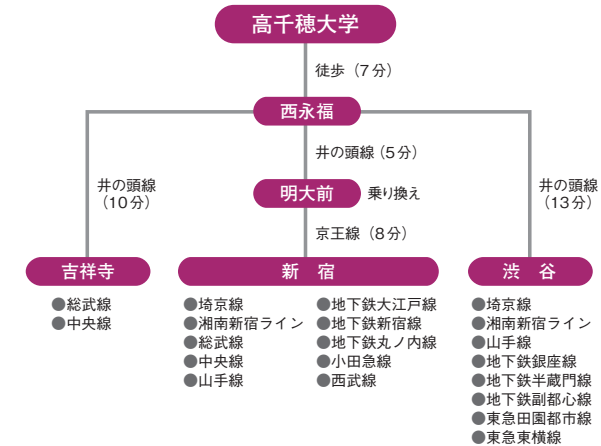 高千穂大学
徒歩（7分）
西永福
井の頭線（5分）
井の頭線
（10分）
明大前 乗り換え
井の頭線
（13分）
京王線（8分）
吉祥寺
●総武線
●中央線
新　宿
●埼京線
●湘南新宿ライン
●総武線
●中央線
●山手線
●地下鉄大江戸線
●地下鉄新宿線
●地下鉄丸ノ内線
●小田急線
●西武線
渋　谷
●埼京線
●湘南新宿ライン
●山手線
●地下鉄銀座線
●地下鉄半蔵門線
●地下鉄副都心線
●東急田園都市線
●東急東横線